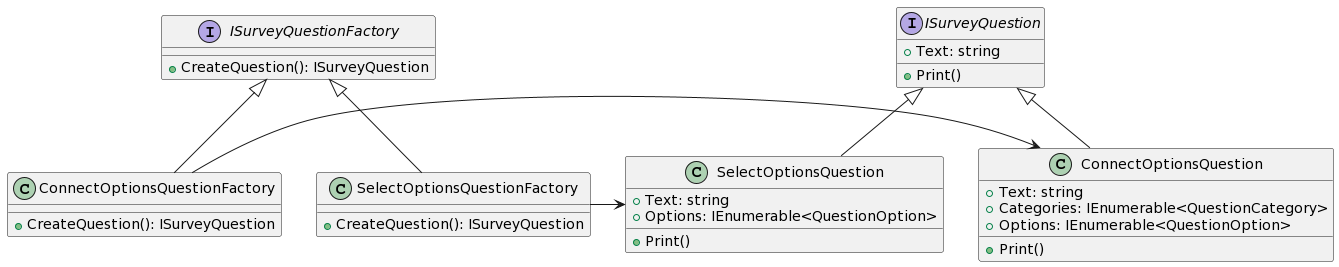 I ISurveyQuestionFactory
CreateQuestion(): ISurveyQuestion
I ISurveyQuestion
Text: string
Print()
C ConnectOptionsQuestionFactory
CreateQuestion(): ISurveyQuestion
C SelectOptionsQuestionFactory
CreateQuestion(): ISurveyQuestion
C SelectOptionsQuestion
Text: string
Options: IEnumerable<QuestionOption>
Print()
C ConnectOptionsQuestion
Text: string
Categories: IEnumerable<QuestionCategory>
Options: IEnumerable<QuestionOption>
Print()